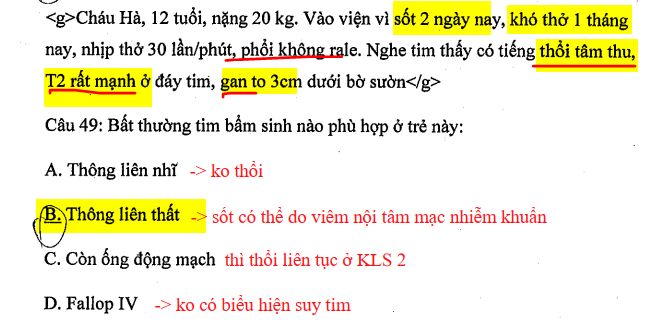 <g>Cháu Hà, 12 tuổi, nặng 20 kg. Vào viện vì sốt 2 ngày nay, khó thở 1 tháng
nay, nhịp thở 30 lần/phút, phổi không rale. Nghe tim thấy có tiếng thổi tâm thu,
T2 rất mạnh ở đáy tim, gan to 3cm dưới bờ sườn</g>
Câu 49: Bất thường tim bẩm sinh nào phù hợp ở trẻ này:
A. Thông liên nhĩ -> ko thổi
B. Thông liên thất -> sốt có thể do viêm nội tâm mạc nhiễm khuẩn
C. Còn ống động mạch thì thổi liên tục ở KLS 2
D. Fallop IV -> ko có biểu hiện suy tim